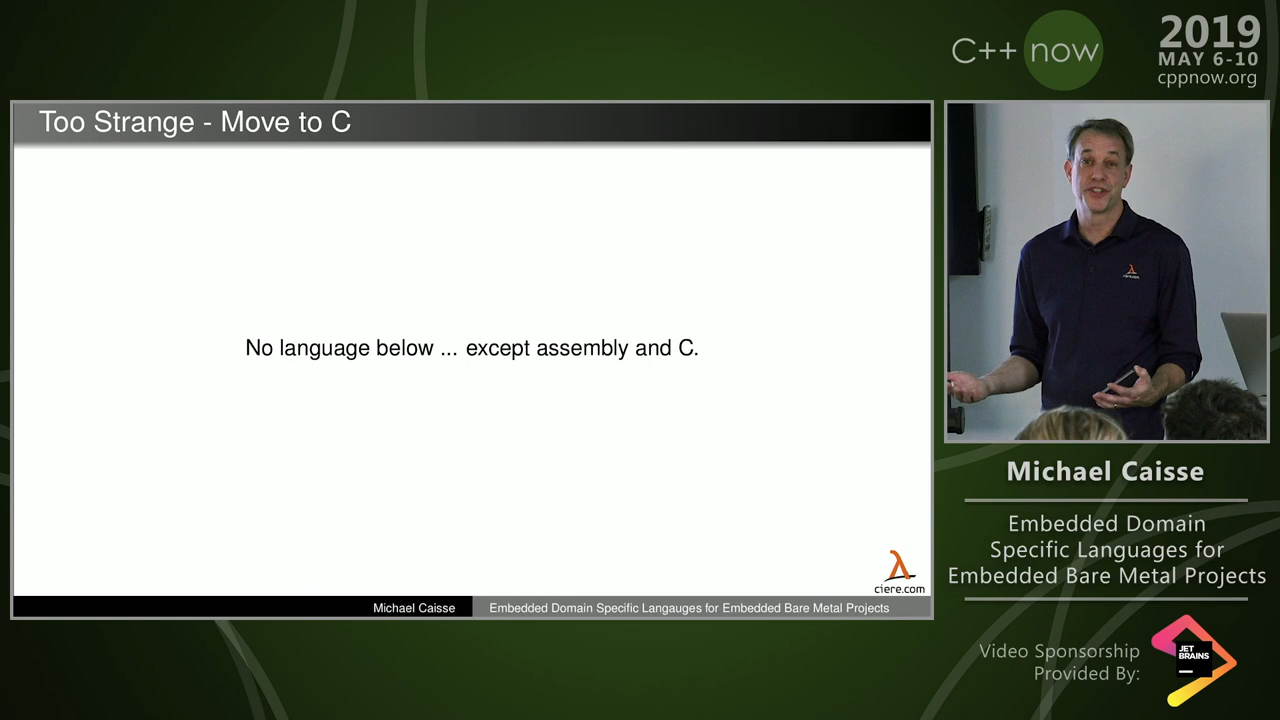 C++ now
2019
MAY 6-10
cppnow.org
Too Strange - Move to C
No language below ... except assembly and C.
ciere.com
Michael Caisse
Embedded Domain Specific Langauges for Embedded Bare Metal Projects
Michael Caisse
Embedded Domain
Specific Languages for
Embedded Bare Metal Projects
Video Sponsorship
Provided By:
JET
BRAINS